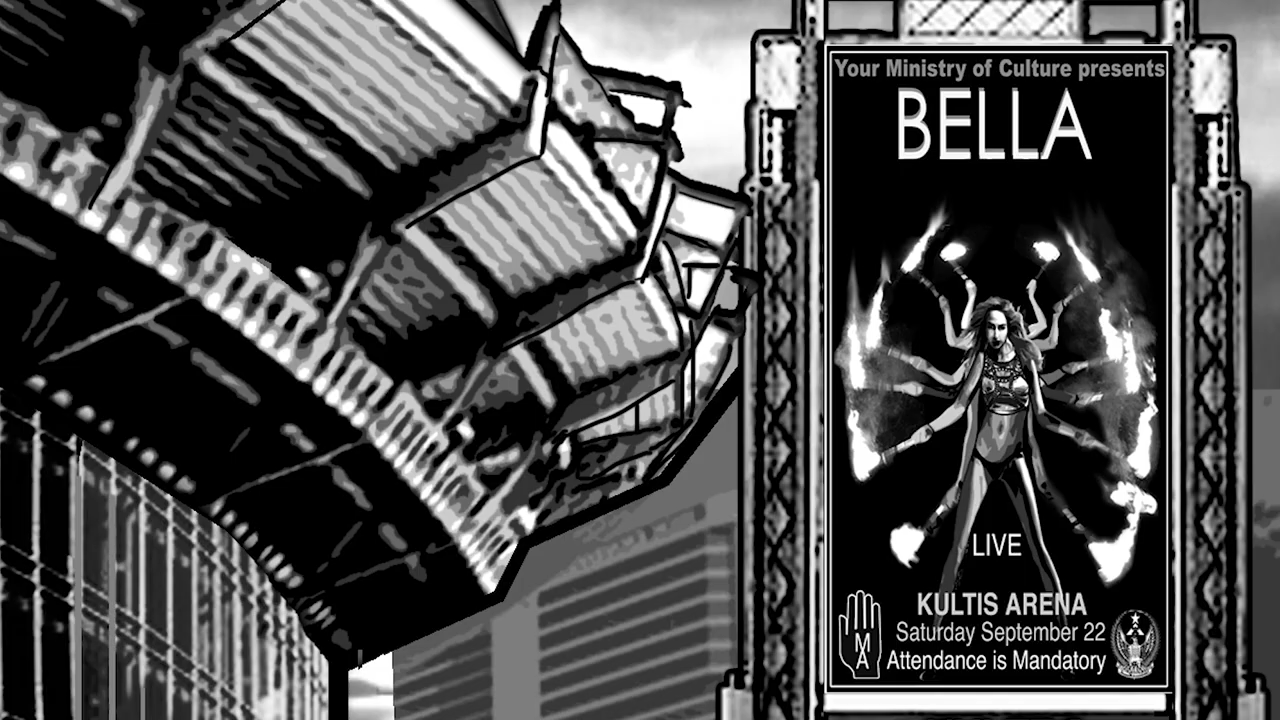 Your Ministry of Culture presents
BELLA
LIVE
KULTIS ARENA
Saturday September 22
Attendance is Mandatory
M
A